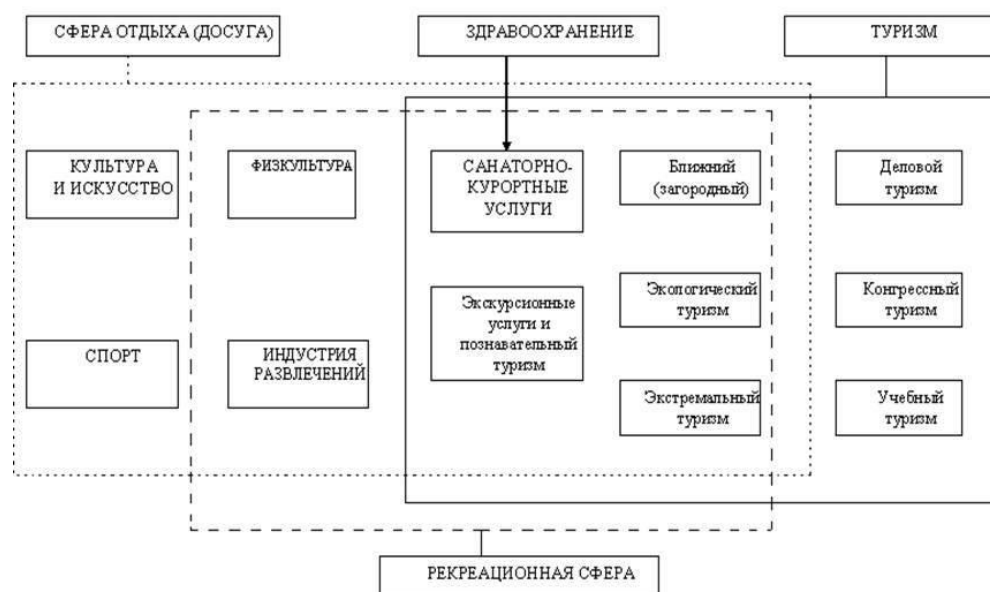 СФЕРА ОТДЫХА (ДОСУГА)
ЗДРАВООХРАНЕНИЕ
ТУРИЗМ
КУЛЬТУРА
И ИСКУССТВО
ФИЗКУЛЬТУРА
САНАТОРНО-
КУРОРТНЫЕ
УСЛУГИ
Ближний
(загородный)
Деловой
туризм
Экскурсионные
услуги и
познавательный
туризм
Экологический
туризм
Конгрессный
туризм
СПОРТ
ИНДУСТРИЯ
РАЗВЛЕЧЕНИЙ
Экстремальный
туризм
Учебный
туризм
РЕКРЕАЦИОННАЯ СФЕРА